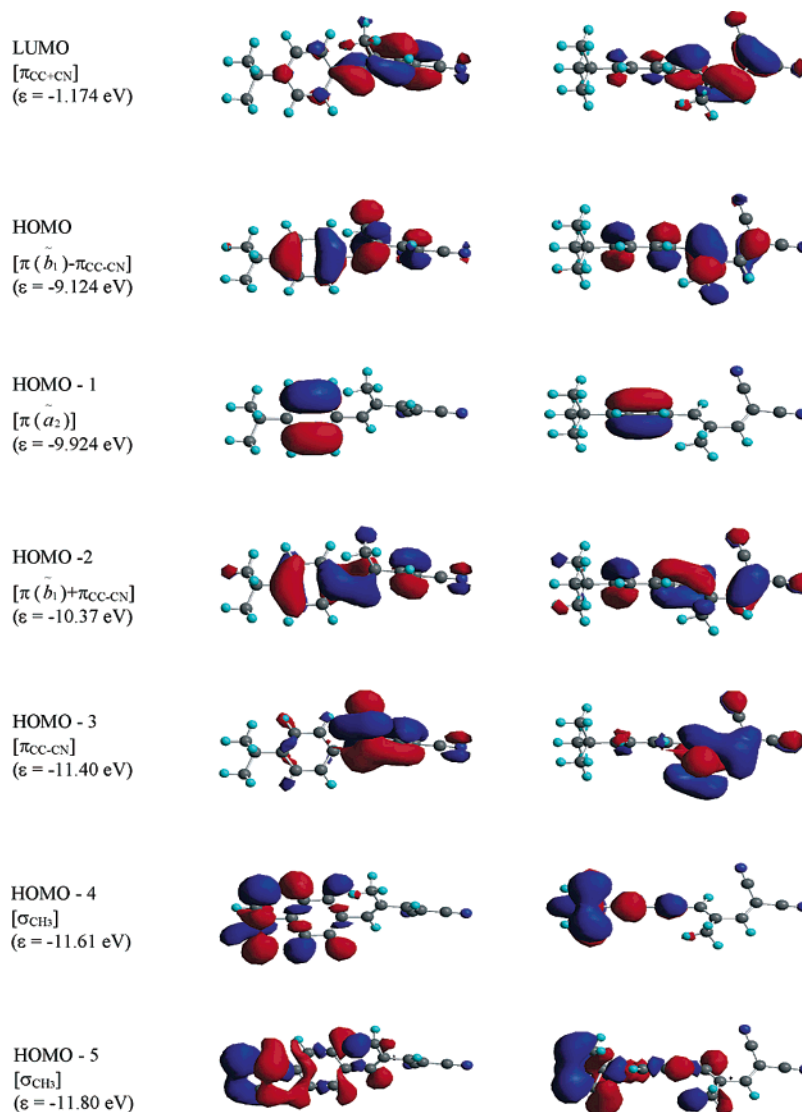 LUMO
[πCC+CN]
(ε = -1.174 eV)
HOMO
[π(b̃1)-πCC-CN]
(ε = -9.124 eV)
HOMO - 1
[π(ã2)]
(ε = -9.924 eV)
HOMO -2
[π(b̃1)+πCC-CN]
(ε = -10.37 eV)
HOMO - 3
[πCC-CN]
(ε = -11.40 eV)
HOMO - 4
[σCH3]
(ε = -11.61 eV)
HOMO - 5
[σCH3]
(ε = -11.80 eV)